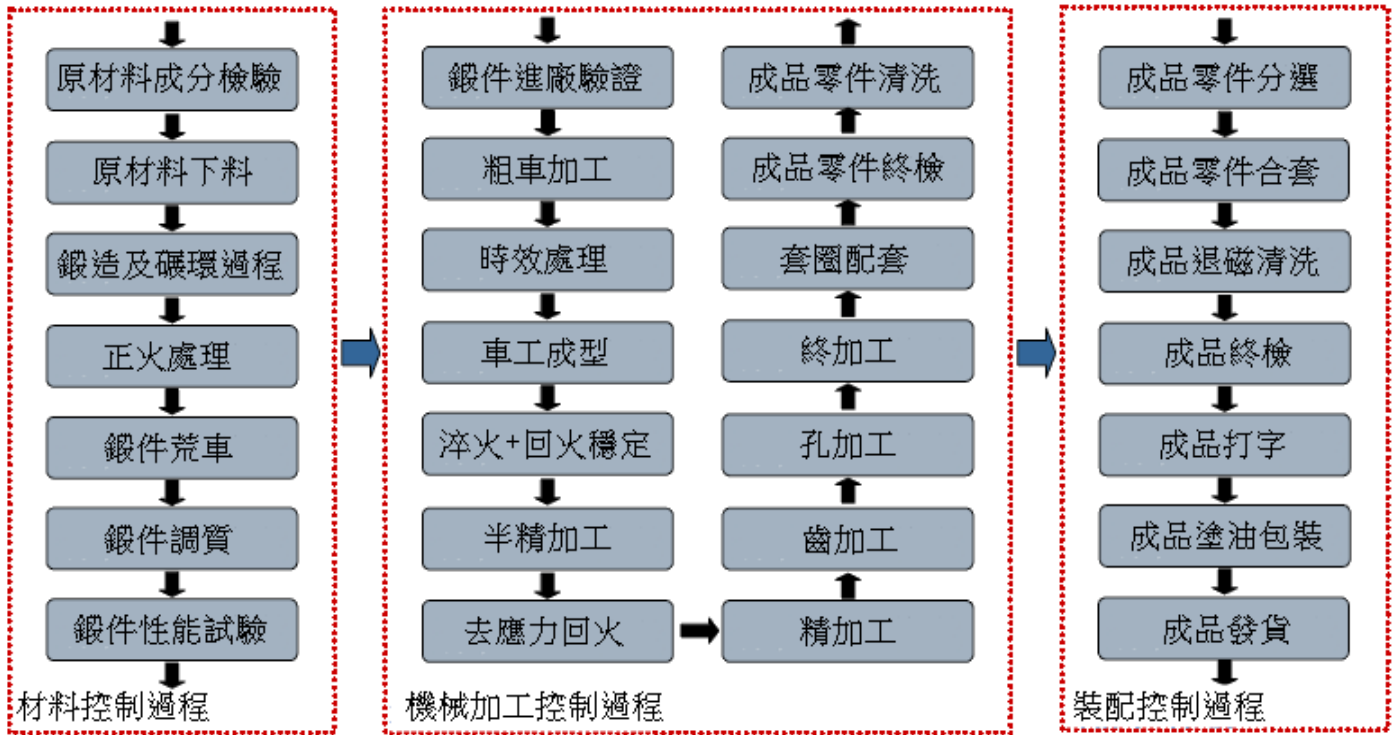 原材料成分檢驗
原材料下料
鍛造及碾環過程
正火處理
鍛件荒車
鍛件調質
鍛件性能試驗
材料控制過程
鍛件進廠驗證
粗車加工
時效處理
車工成型
淬火+回火穩定
半精加工
去應力回火
精加工
齒加工
孔加工
終加工
套圈配套
成品零件終檢
成品零件清洗
機械加工控制過程
成品零件分選
成品零件合套
成品退磁清洗
成品終檢
成品打字
成品塗油包裝
成品發貨
裝配控制過程